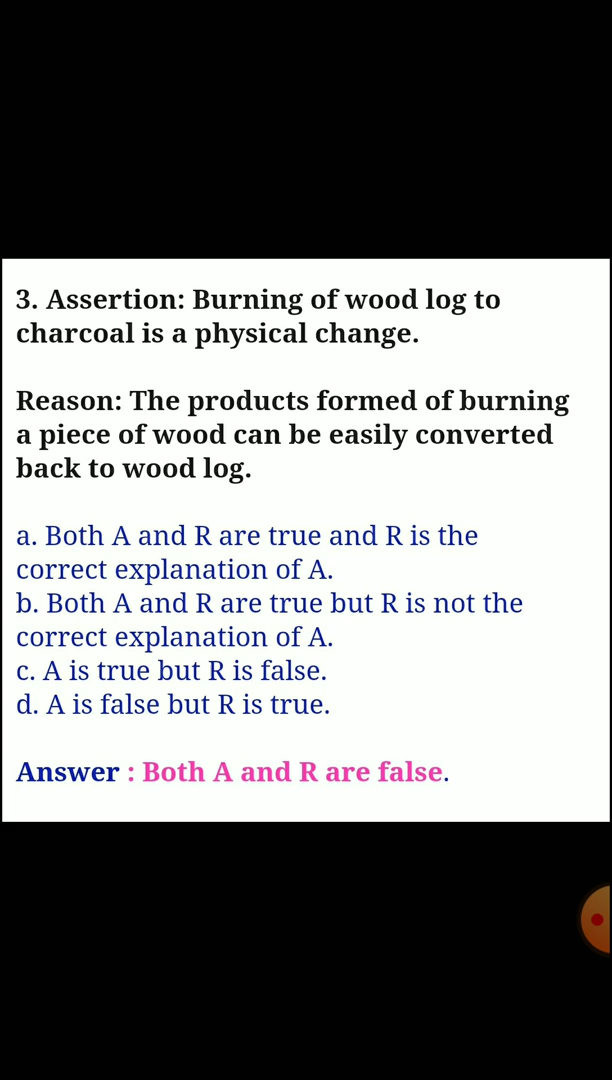 3. Assertion: Burning of wood log to
charcoal is a physical change.
Reason: The products formed of burning
a piece of wood can be easily converted
back to wood log.
a. Both A and R are true and R is the
correct explanation of A.
b. Both A and R are true but R is not the
correct explanation of A.
c. A is true but R is false.
d. A is false but R is true.
Answer : Both A and R are false.